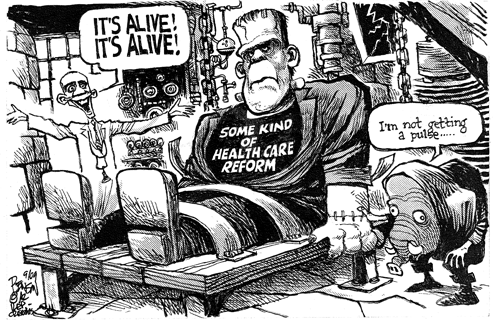 IT'S ALIVE!
IT'S ALIVE!
SOME KIND
OF
HEALTH CARE
REFORM
I'm not getting
a pulse.....